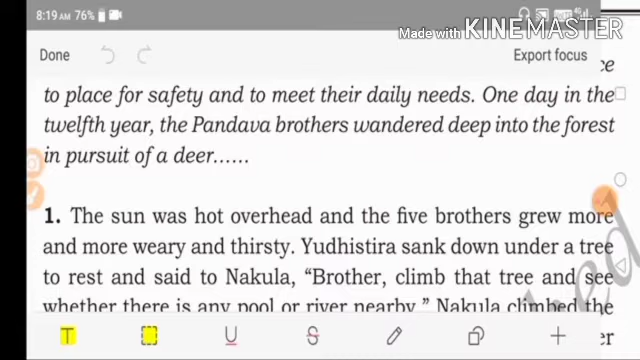 8:19 AM 76% 4G
Made with KINEMASTER
Done Export focus
ce
to place for safety and to meet their daily needs. One day in the
twelfth year, the Pandava brothers wandered deep into the forest
in pursuit of a deer......
1. The sun was hot overhead and the five brothers grew more
and more weary and thirsty. Yudhistira sank down under a tree
to rest and said to Nakula, "Brother, climb that tree and see
whether there is any pool or river nearby." Nakula climbed the
T U S er